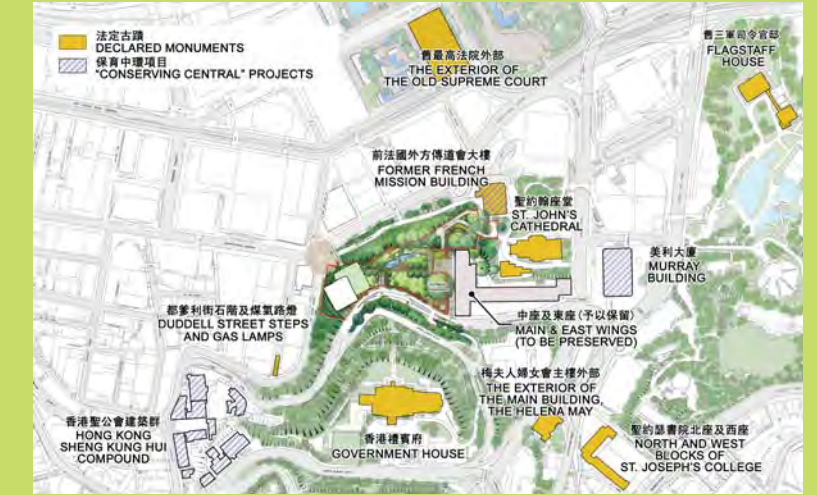 法定古蹟
DECLARED MONUMENTS
保育中環項目
"CONSERVING CENTRAL" PROJECTS
舊最高法院外部
THE EXTERIOR OF
THE OLD SUPREME COURT
舊三軍司令官邸
FLAGSTAFF
HOUSE
前法國外方傳道會大樓
FORMER FRENCH
MISSION BUILDING
聖約翰座堂
ST. JOHN'S
CATHEDRAL
美利大廈
MURRAY
BUILDING
都爹利街石階及煤氣路燈
DUDDELL STREET STEPS
AND GAS LAMPS
中座及東座(予以保留)
MAIN & EAST WINGS
(TO BE PRESERVED)
梅夫人婦女會主樓外部
THE EXTERIOR OF
THE MAIN BUILDING,
THE HELENA MAY
香港聖公會建築群
HONG KONG
SHENG KUNG HUI
COMPOUND
香港禮賓府
GOVERNMENT HOUSE
聖約瑟書院北座及西座
NORTH AND WEST
BLOCKS OF
ST. JOSEPH'S COLLEGE